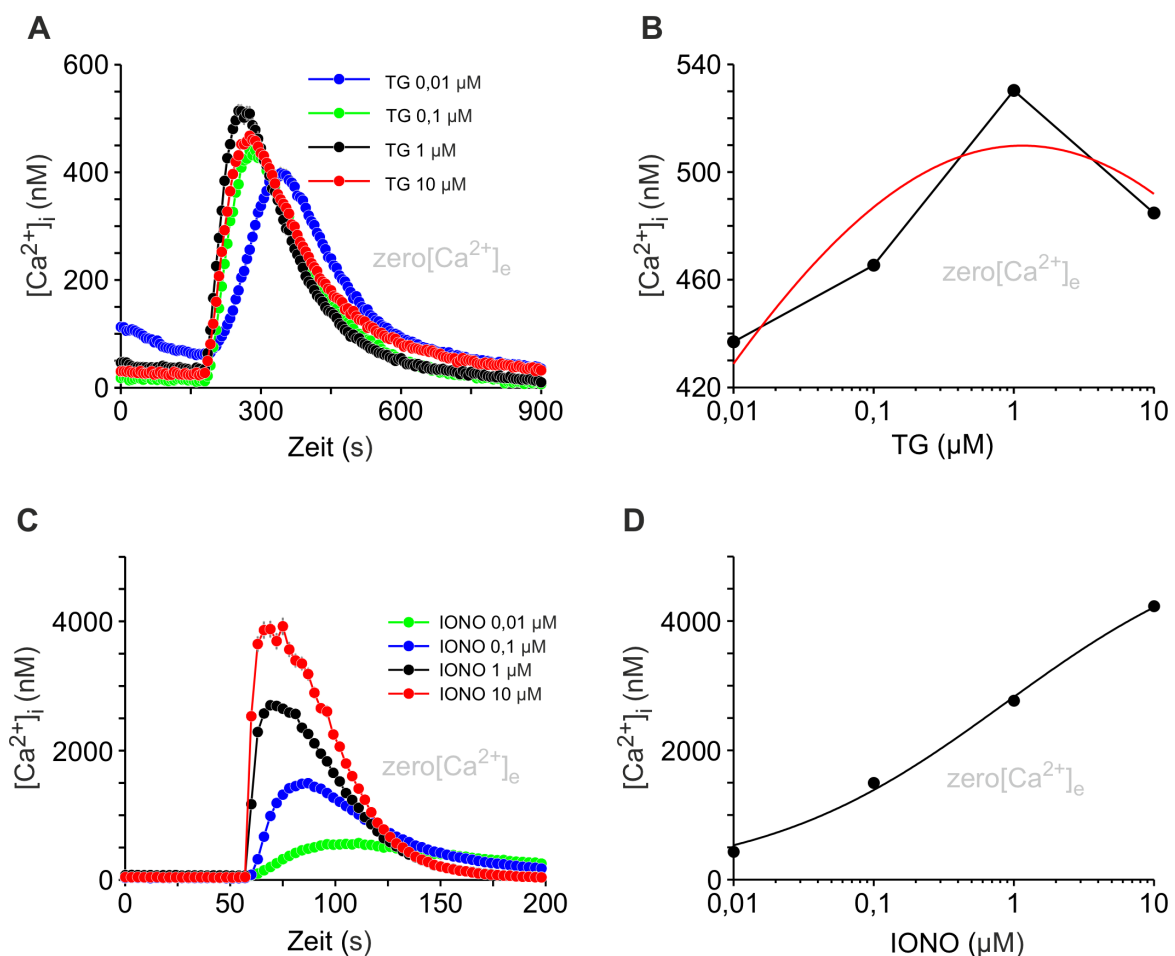 A
600
400
200
0
[Ca²⁺]ᵢ (nM)
TG 0,01 µM
TG 0,1 µM
TG 1 µM
TG 10 µM
zero[Ca²⁺]ₑ
0
300
600
900
Zeit (s)
B
540
500
460
420
[Ca²⁺]ᵢ (nM)
zero[Ca²⁺]ₑ
0,01
0,1
1
10
TG (µM)
C
4000
2000
0
[Ca²⁺]ᵢ (nM)
IONO 0,01 µM
IONO 0,1 µM
IONO 1 µM
IONO 10 µM
zero[Ca²⁺]ₑ
0
50
100
150
200
Zeit (s)
D
4000
2000
0
[Ca²⁺]ᵢ (nM)
zero[Ca²⁺]ₑ
0,01
0,1
1
10
IONO (µM)